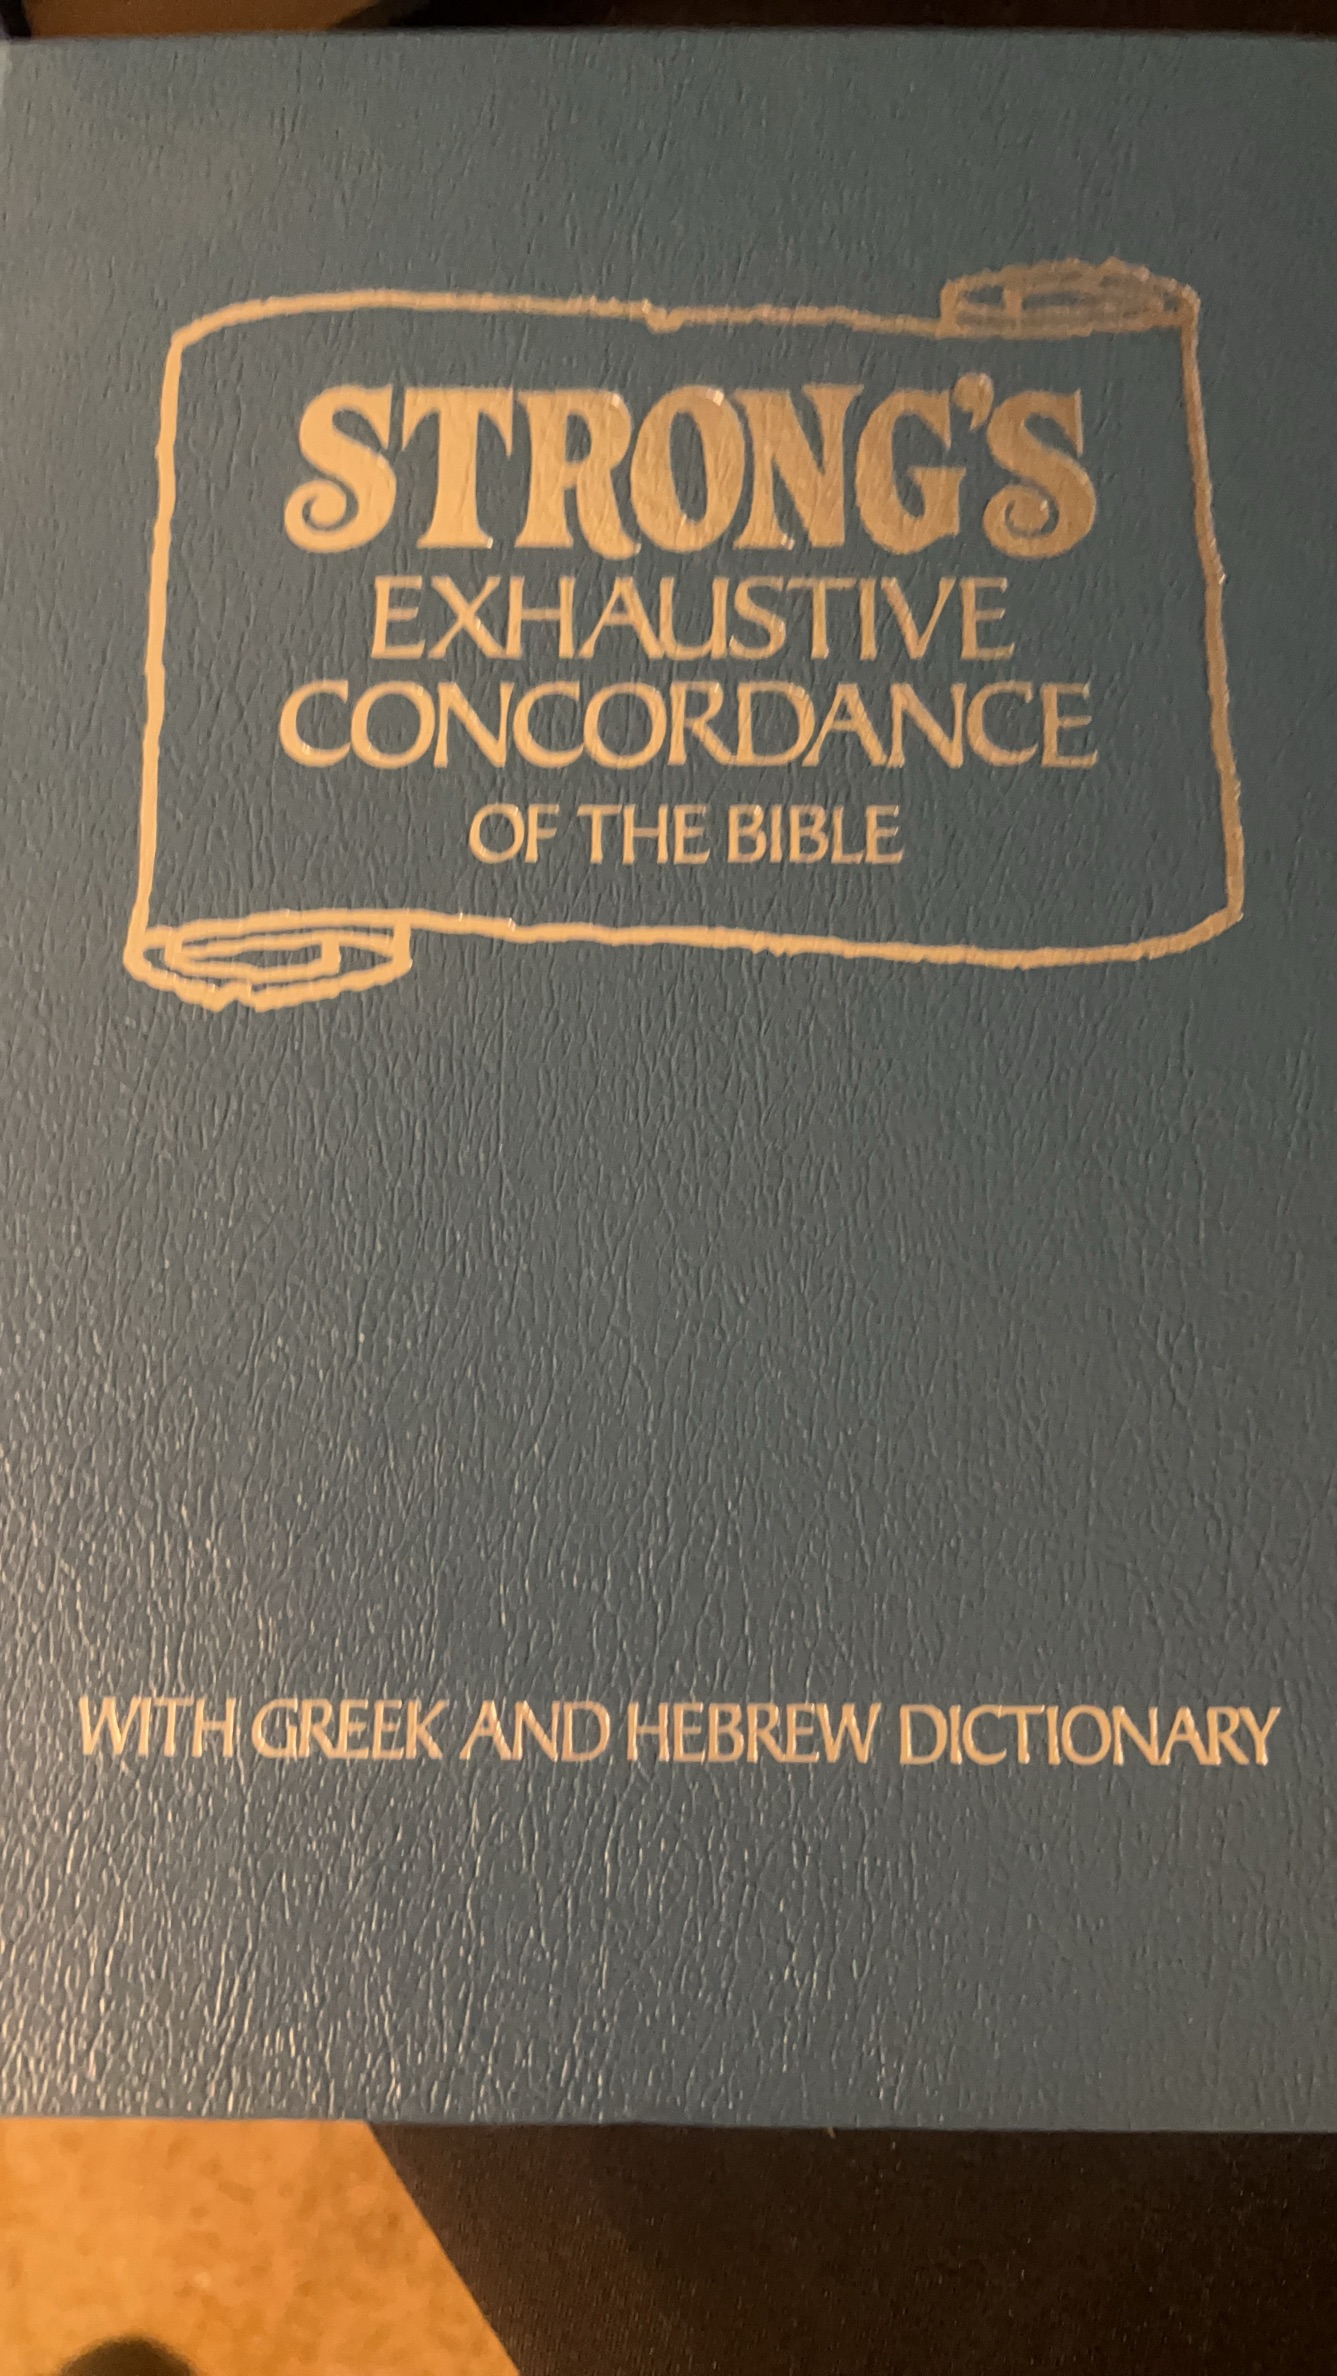 STRONG'S
EXHAUSTIVE
CONCORDANCE
OF THE BIBLE
WITH GREEK AND HEBREW DICTIONARY